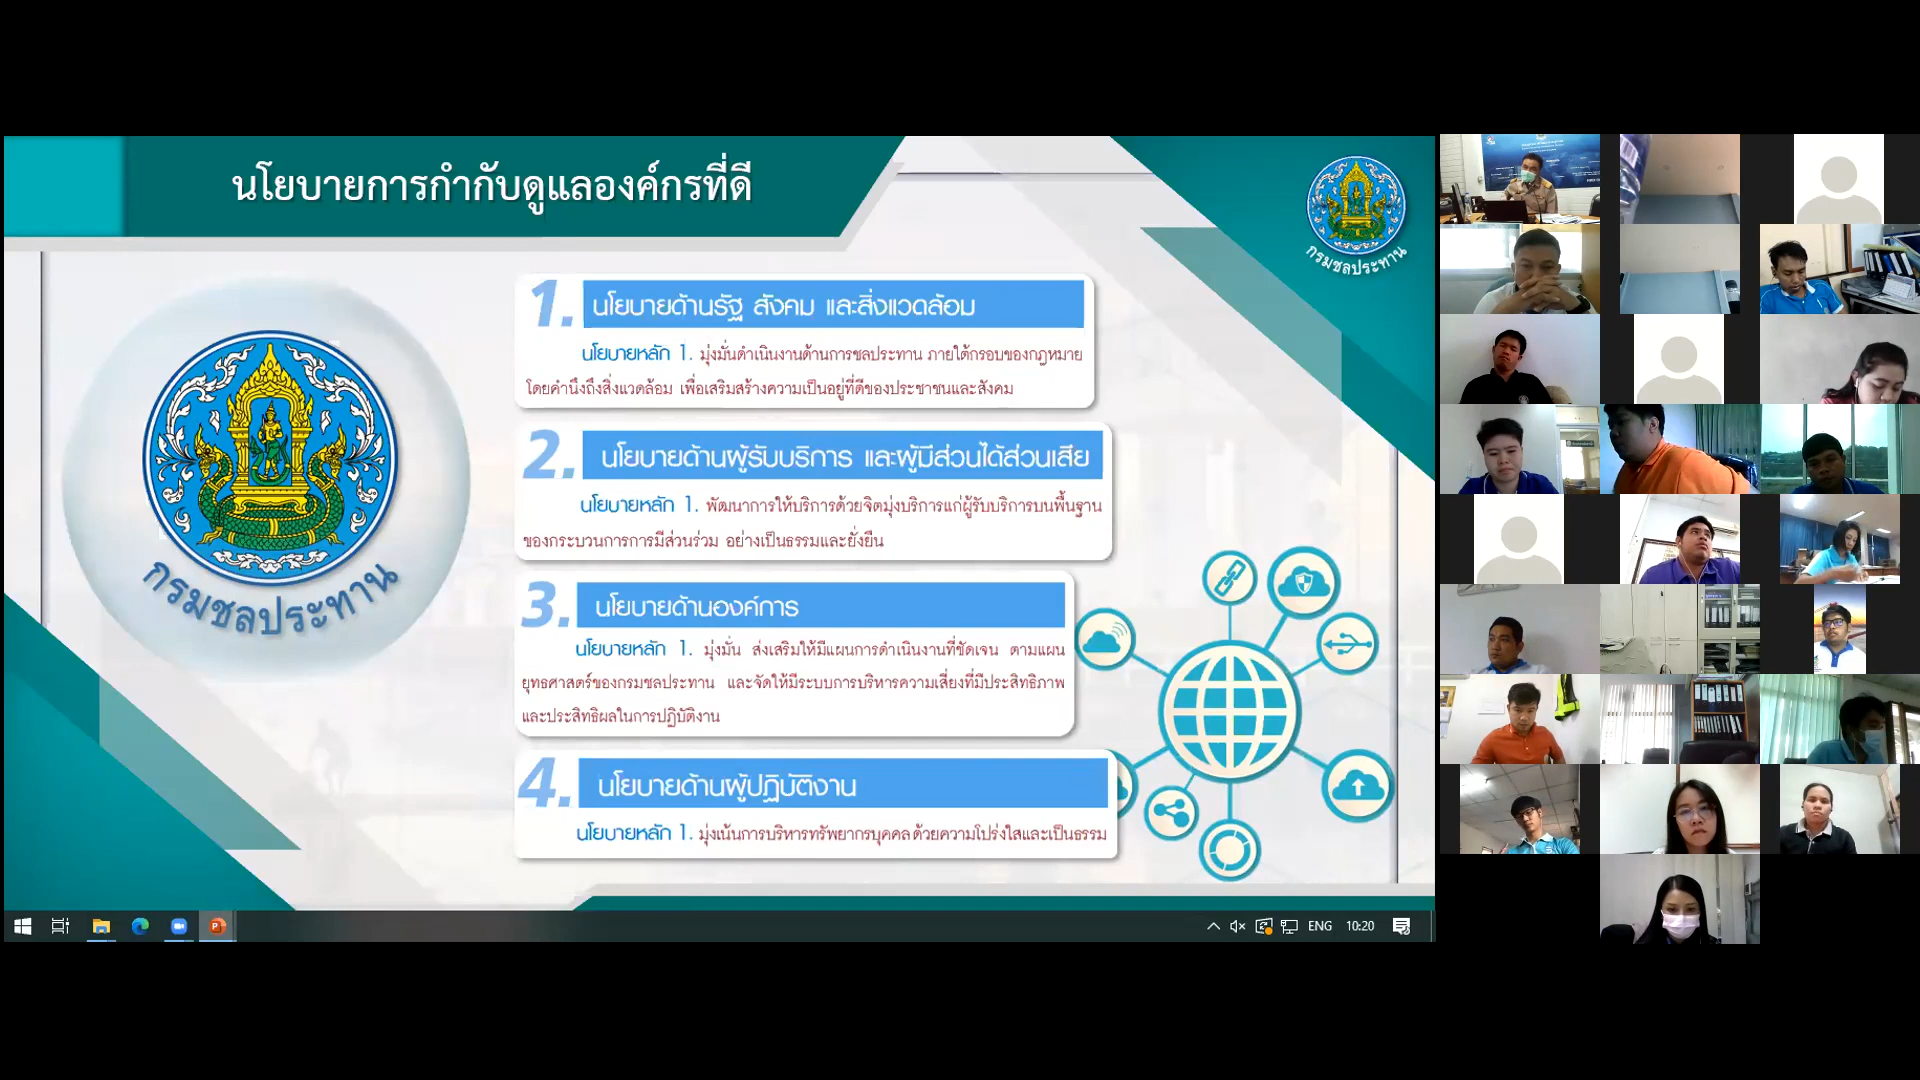 นโยบายการกำกับดูแลองค์กรที่ดี
กรมชลประทาน
กรมชลประทาน
1. นโยบายด้านรัฐ สังคม และสิ่งแวดล้อม
นโยบายหลัก 1. มุ่งมั่นดำเนินงานด้านการชลประทาน ภายใต้กรอบของกฎหมาย
โดยคำนึงถึงสิ่งแวดล้อม เพื่อเสริมสร้างความเป็นอยู่ที่ดีของประชาชนและสังคม
2. นโยบายด้านผู้รับบริการ และผู้มีส่วนได้ส่วนเสีย
นโยบายหลัก 1. พัฒนาการให้บริการด้วยจิตมุ่งบริการแก่ผู้รับบริการบนพื้นฐาน
ของกระบวนการการมีส่วนร่วม อย่างเป็นธรรมและยั่งยืน
3. นโยบายด้านองค์การ
นโยบายหลัก 1. มุ่งมั่น ส่งเสริมให้มีแผนการดำเนินงานที่ชัดเจน ตามแผน
ยุทธศาสตร์ของกรมชลประทาน และจัดให้มีระบบการบริหารความเสี่ยงที่มีประสิทธิภาพ
และประสิทธิผลในการปฏิบัติงาน
4. นโยบายด้านผู้ปฏิบัติงาน
นโยบายหลัก 1. มุ่งเน้นการบริหารทรัพยากรบุคคลด้วยความโปร่งใสและเป็นธรรม
ENG 10:20